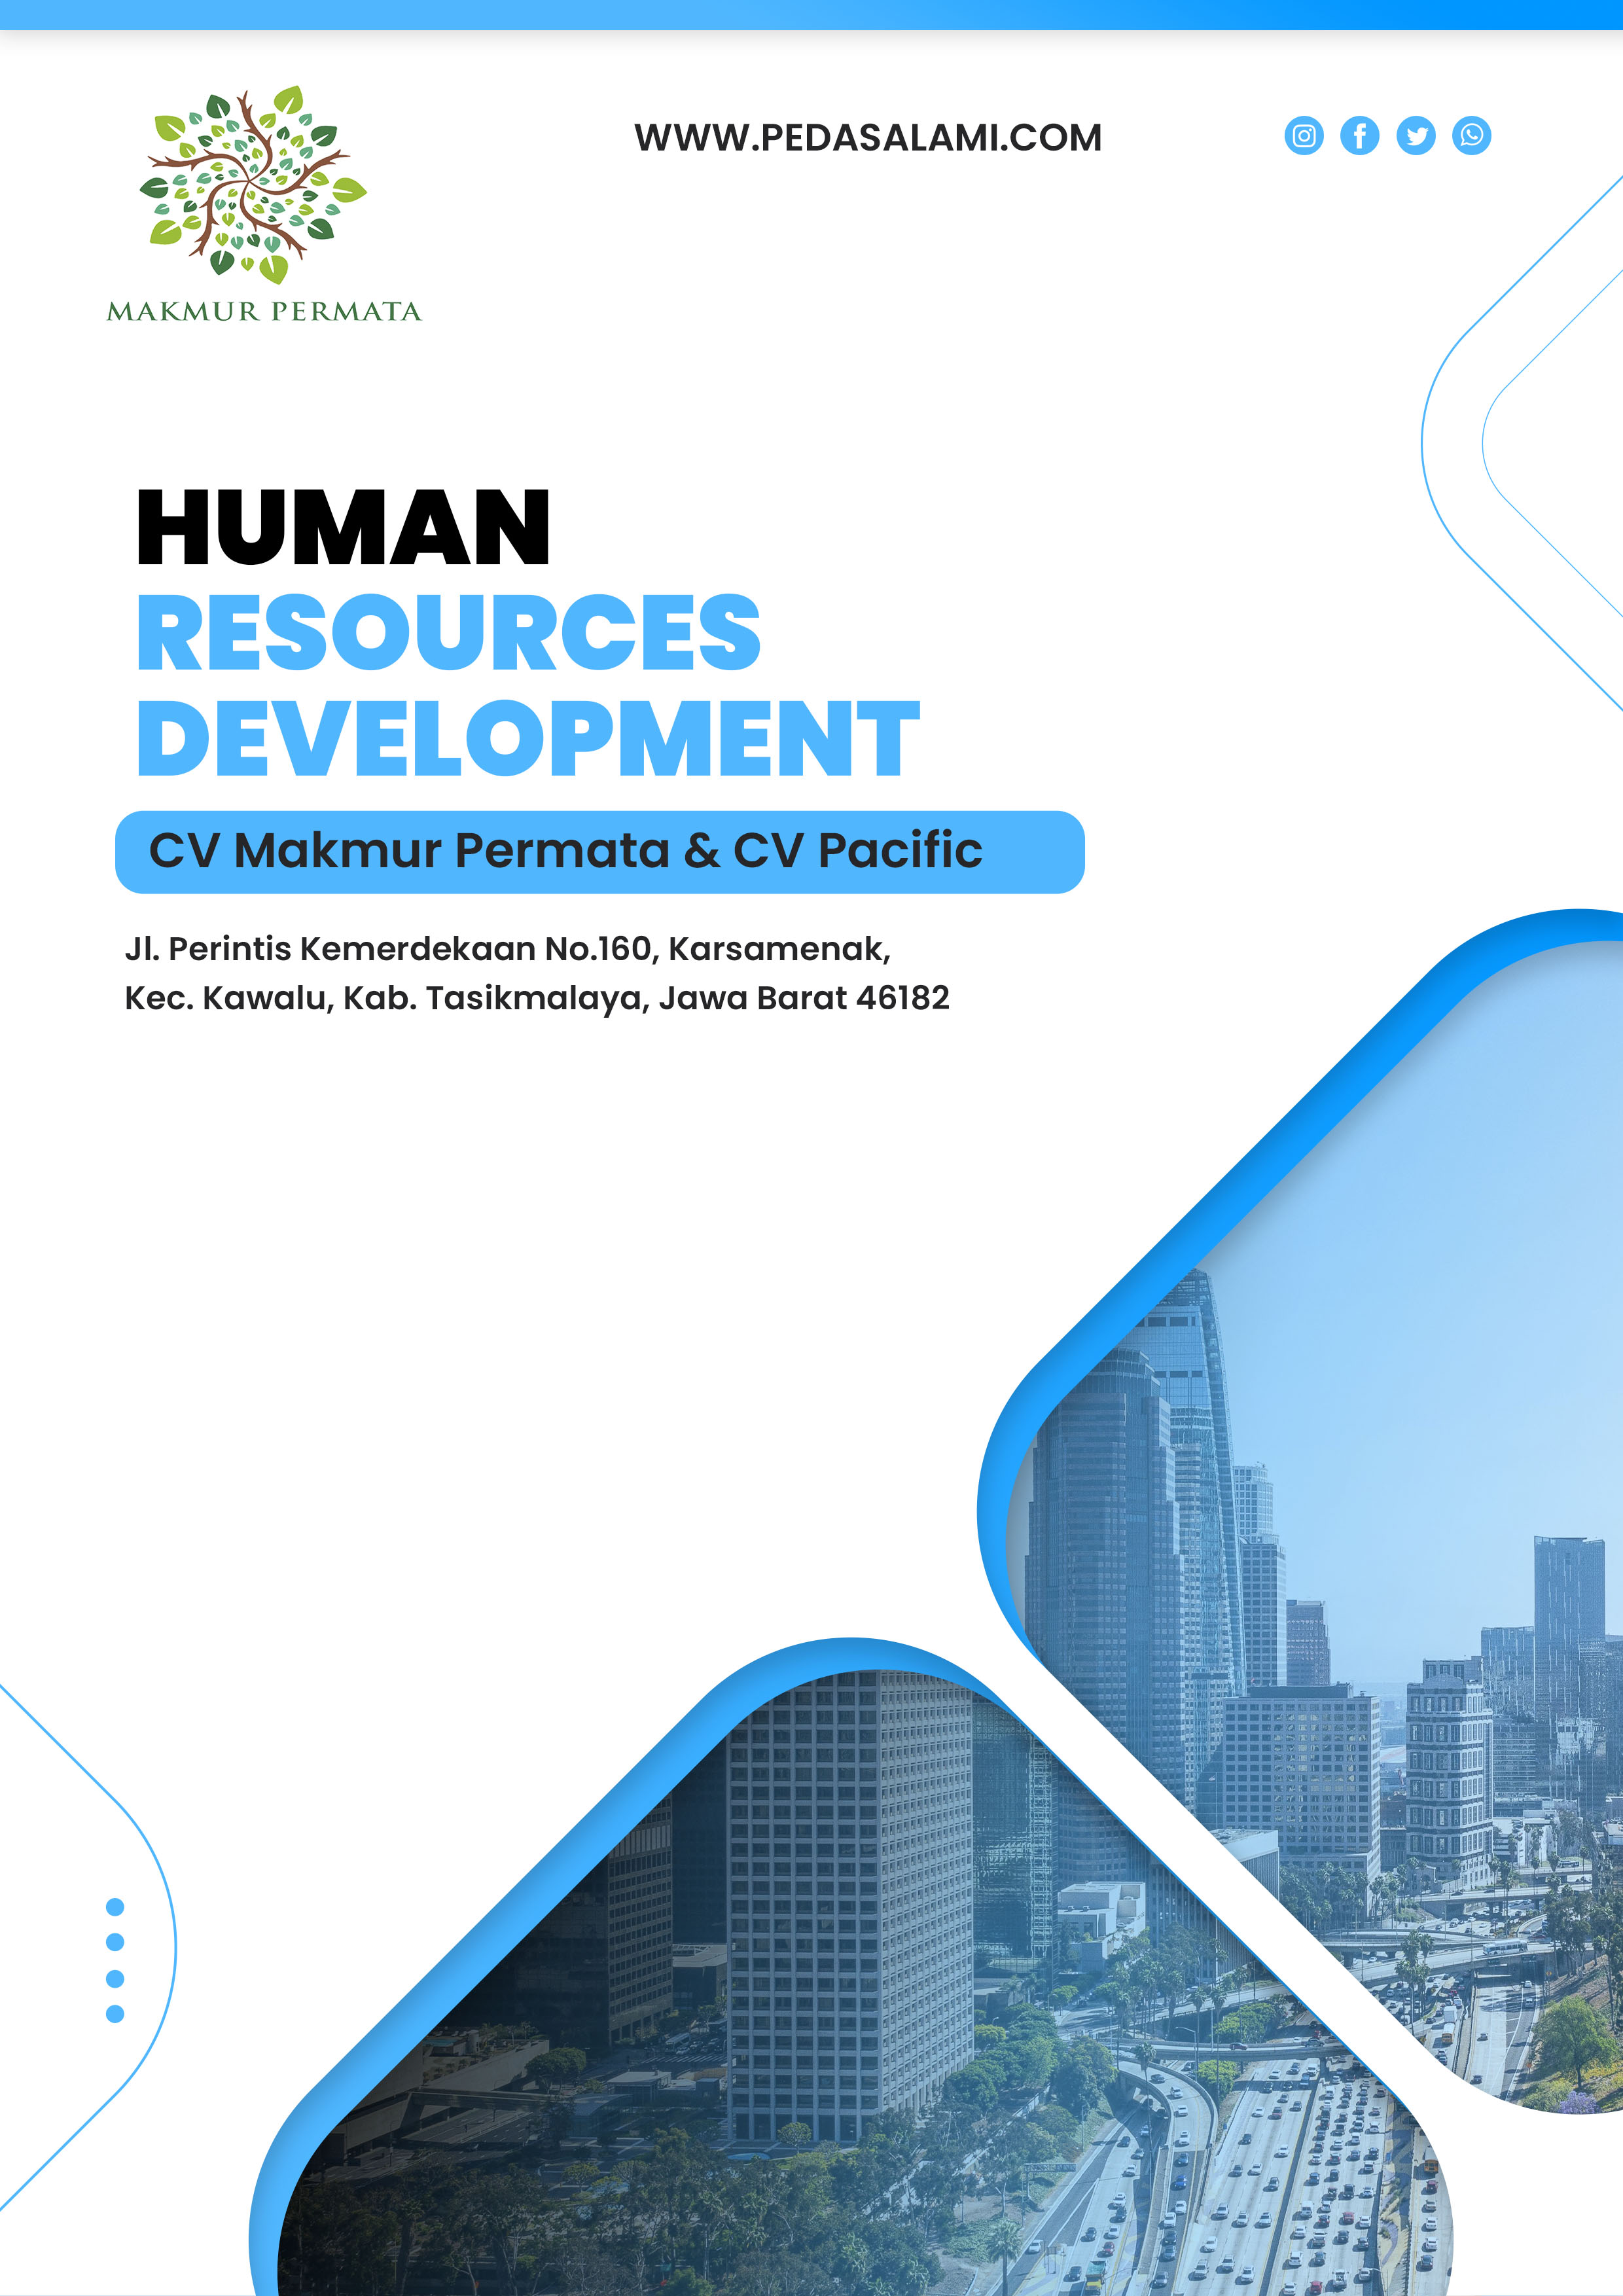 MAKMUR PERMATA
WWW.PEDASALAMI.COM
HUMAN
RESOURCES
DEVELOPMENT
CV Makmur Permata & CV Pacific
Jl. Perintis Kemerdekaan No.160, Karsamenak,
Kec. Kawalu, Kab. Tasikmalaya, Jawa Barat 46182